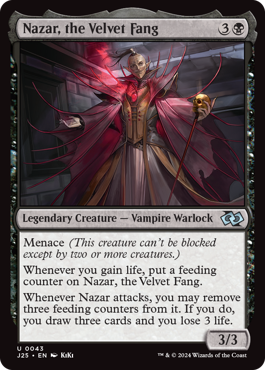 Nazar, the Velvet Fang 3
Legendary Creature — Vampire Warlock
Menace (This creature can't be blocked
except by two or more creatures.)
Whenever you gain life, put a feeding
counter on Nazar, the Velvet Fang.
Whenever Nazar attacks, you may remove
three feeding counters from it. If you do,
you draw three cards and you lose 3 life.
3/3
U 0043
J25 • EN KiKi ™ & © 2024 Wizards of the Coast